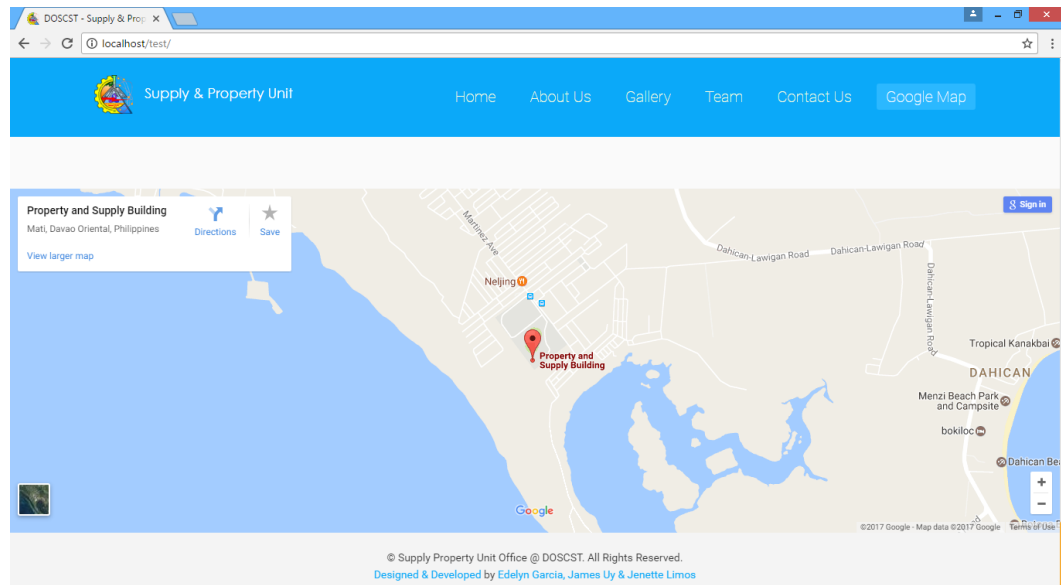 DOSCST - Supply & Prop
localhost/test/
Supply & Property Unit
Home About Us Gallery Team Contact Us Google Map
Property and Supply Building
Mati, Davao Oriental, Philippines
Directions
Save
View larger map
Sign in
Martinez Ave
Dahican-Lawigan Road
Dahican-Lawigan Road
Dahican-Lawigan Road
Neljing
Property and
Supply Building
Tropical Kanakbai
DAHICAN
Menzi Beach Park
and Campsite
bokiloc
Dahican Bea
Google
©2017 Google - Map data ©2017 Google Terms of Use
© Supply Property Unit Office @ DOSCST. All Rights Reserved.
Designed & Developed by Edelyn Garcia, James Uy & Jenette Limos